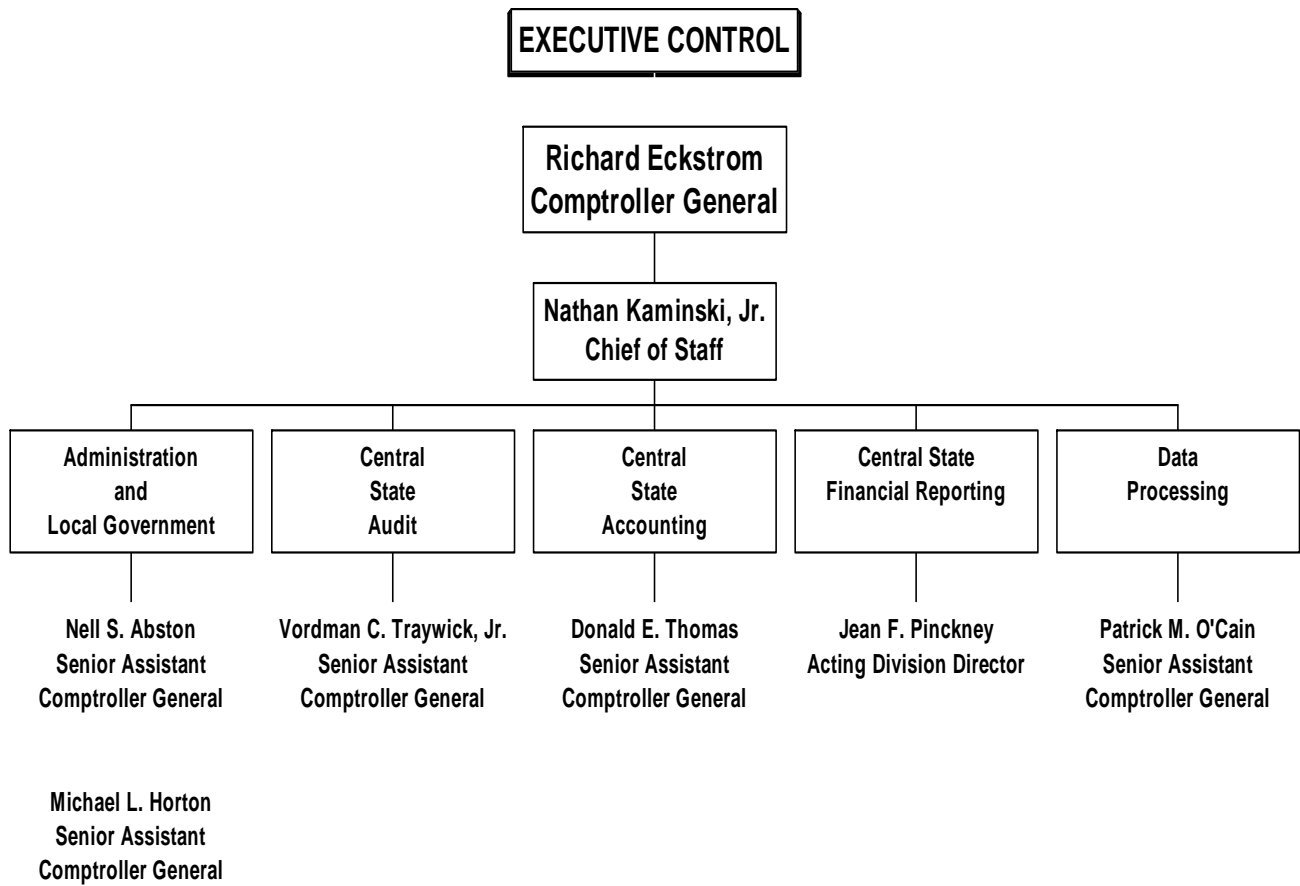 EXECUTIVE CONTROL
Richard Eckstrom
Comptroller General
Nathan Kaminski, Jr.
Chief of Staff
Administration
and
Local Government
Central
State
Audit
Central
State
Accounting
Central State
Financial Reporting
Data
Processing
Nell S. Abston
Senior Assistant
Comptroller General
Vordman C. Traywick, Jr.
Senior Assistant
Comptroller General
Donald E. Thomas
Senior Assistant
Comptroller General
Jean F. Pinckney
Acting Division Director
Patrick M. O'Cain
Senior Assistant
Comptroller General
Michael L. Horton
Senior Assistant
Comptroller General